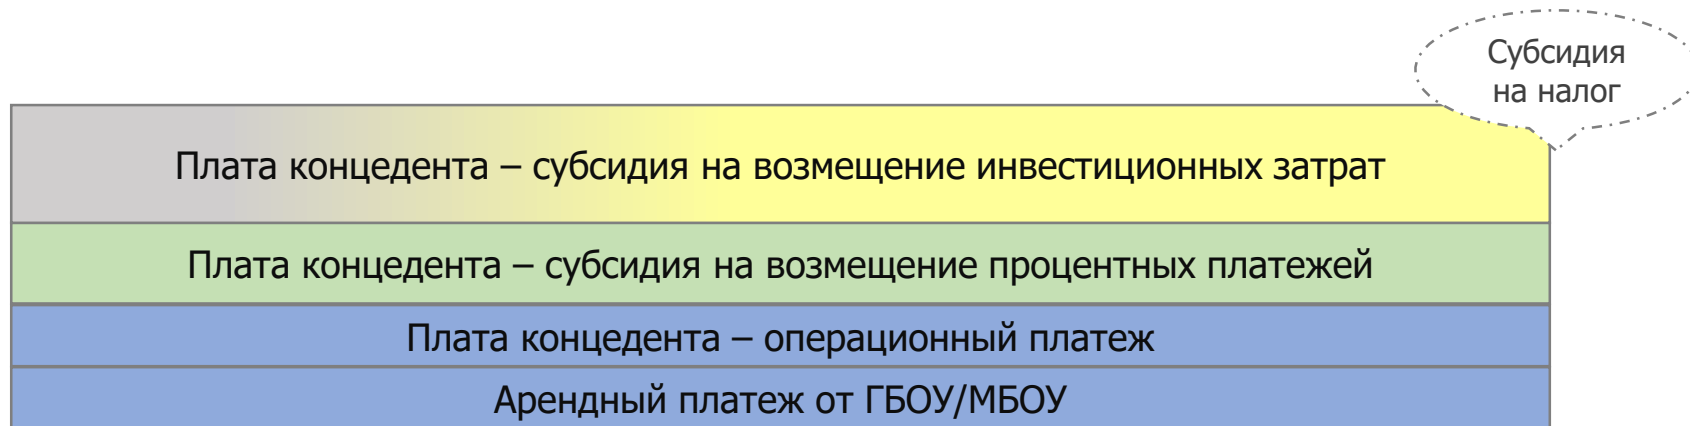 Субсидия
на налог
Плата концедента – субсидия на возмещение инвестиционных затрат
Плата концедента – субсидия на возмещение процентных платежей
Плата концедента – операционный платеж
Арендный платеж от ГБОУ/МБОУ